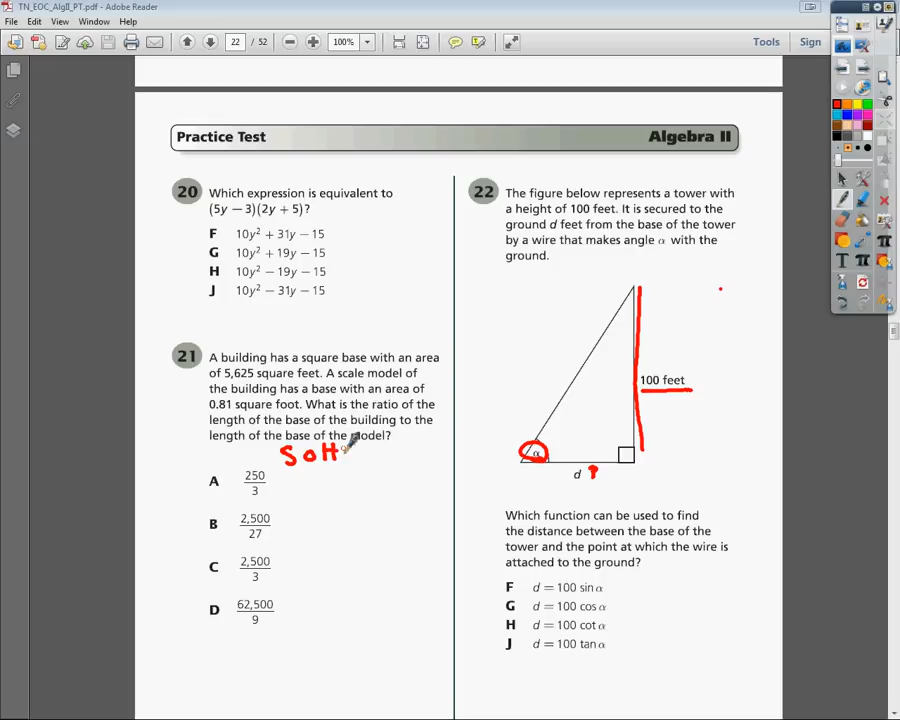 TN_EOC_AlgII_PT.pdf - Adobe Reader
File Edit View Window Help
22 / 52 100% Tools Sign
Practice Test Algebra II
20 Which expression is equivalent to
(5y − 3)(2y + 5)?
F 10y² + 31y − 15
G 10y² + 19y − 15
H 10y² − 19y − 15
J 10y² − 31y − 15
21 A building has a square base with an area
of 5,625 square feet. A scale model of
the building has a base with an area of
0.81 square foot. What is the ratio of the
length of the base of the building to the
length of the base of the model?
S O H
A 250/3
B 2,500/27
C 2,500/3
D 62,500/9
22 The figure below represents a tower with
a height of 100 feet. It is secured to the
ground d feet from the base of the tower
by a wire that makes angle α with the
ground.
100 feet
α
d ?
Which function can be used to find
the distance between the base of the
tower and the point at which the wire is
attached to the ground?
F d = 100 sin α
G d = 100 cos α
H d = 100 cot α
J d = 100 tan α